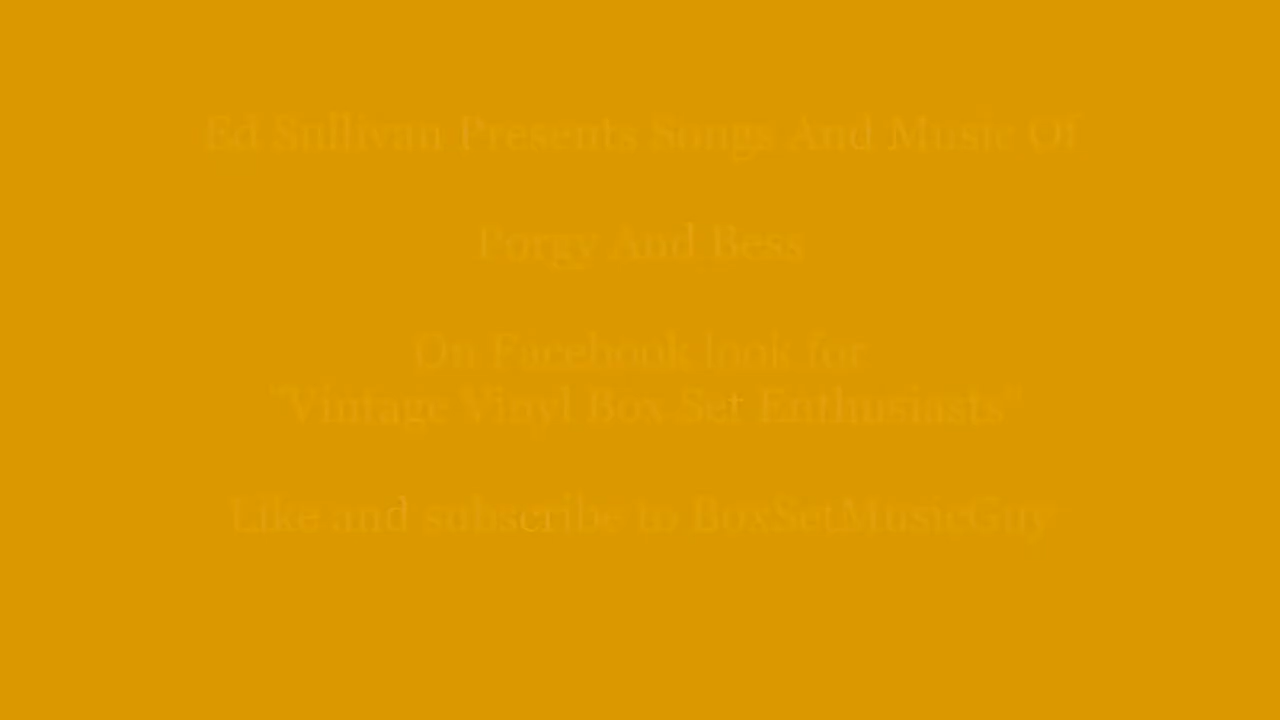 Ed Sullivan Presents Songs And Music Of
Porgy And Bess
On Facebook look for
"Vintage Vinyl Box Set Enthusiasts"
Like and subscribe to BoxSetMusicGuy